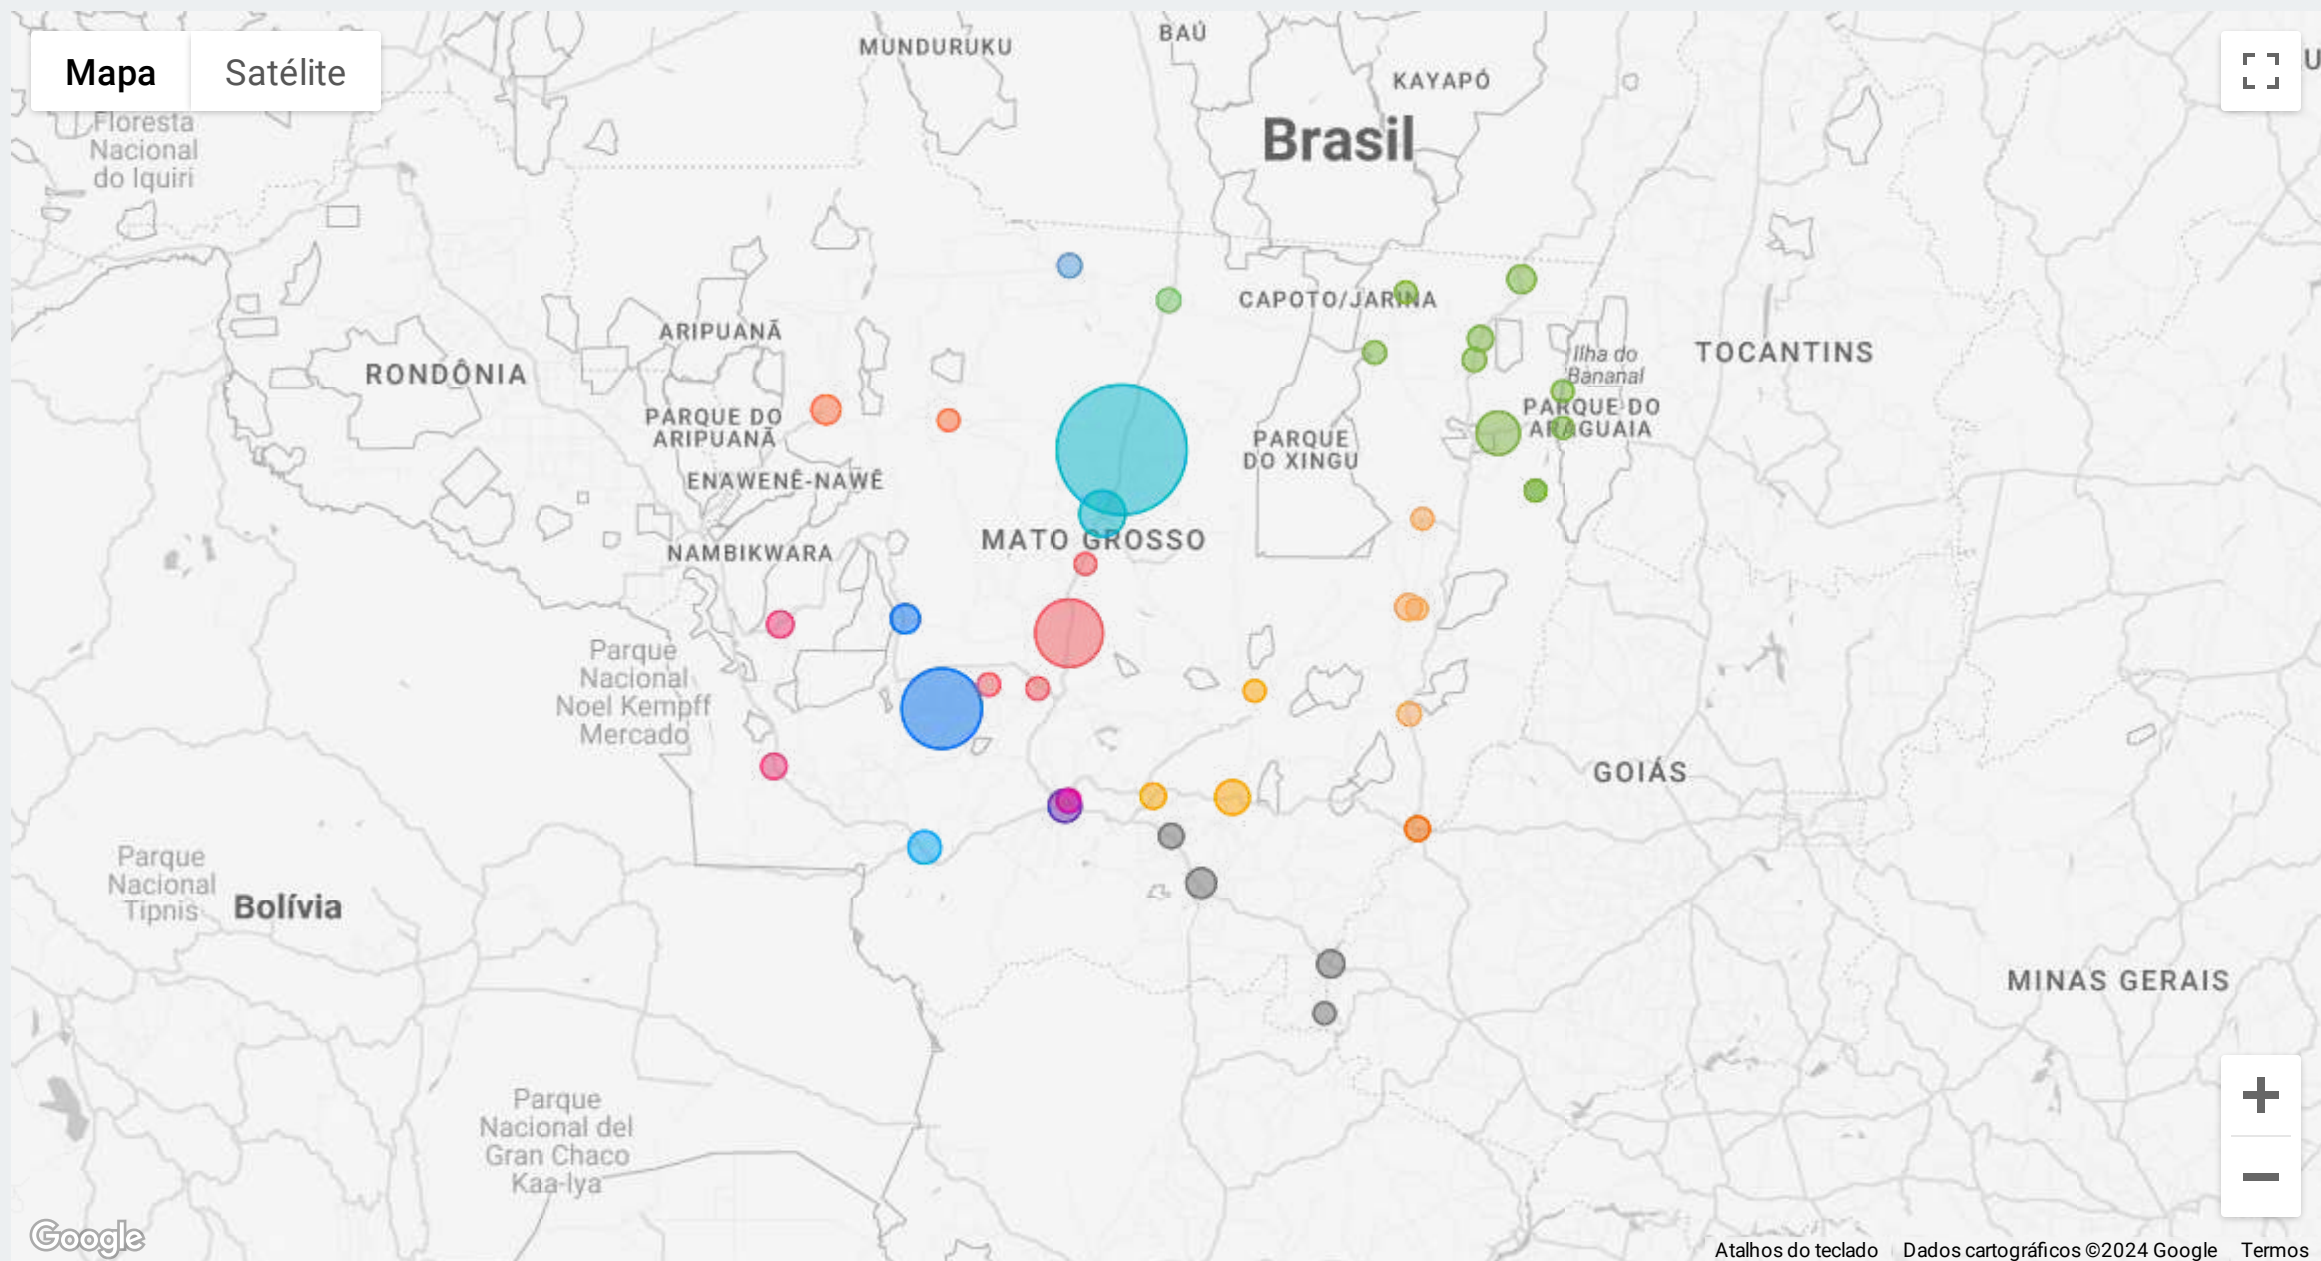 BAÚ
MUNDURUKU
U
Mapa
Satélite
KAYAPÓ
Floresta
Nacional
do Iquiri
Brasil
CAPOTO/JARINA
ARIPUANÃ
RONDÔNIA
TOCANTINS
Ilha do
Bananal
PARQUE DO
ARIPUANÃ
PARQUE DO
ARAGUAIA
PARQUE
DO XINGU
ENAWENÊ-NAWÊ
MATO GROSSO
NAMBIKWARA
Parque
Nacional
Noel Kempff
Mercado
GOIÁS
Parque
Nacional
Tipnis
Bolívia
MINAS GERAIS
Parque
Nacional del
Gran Chaco
Kaa-Iya
Google
Atalhos do teclado
Dados cartográficos ©2024 Google
Termos